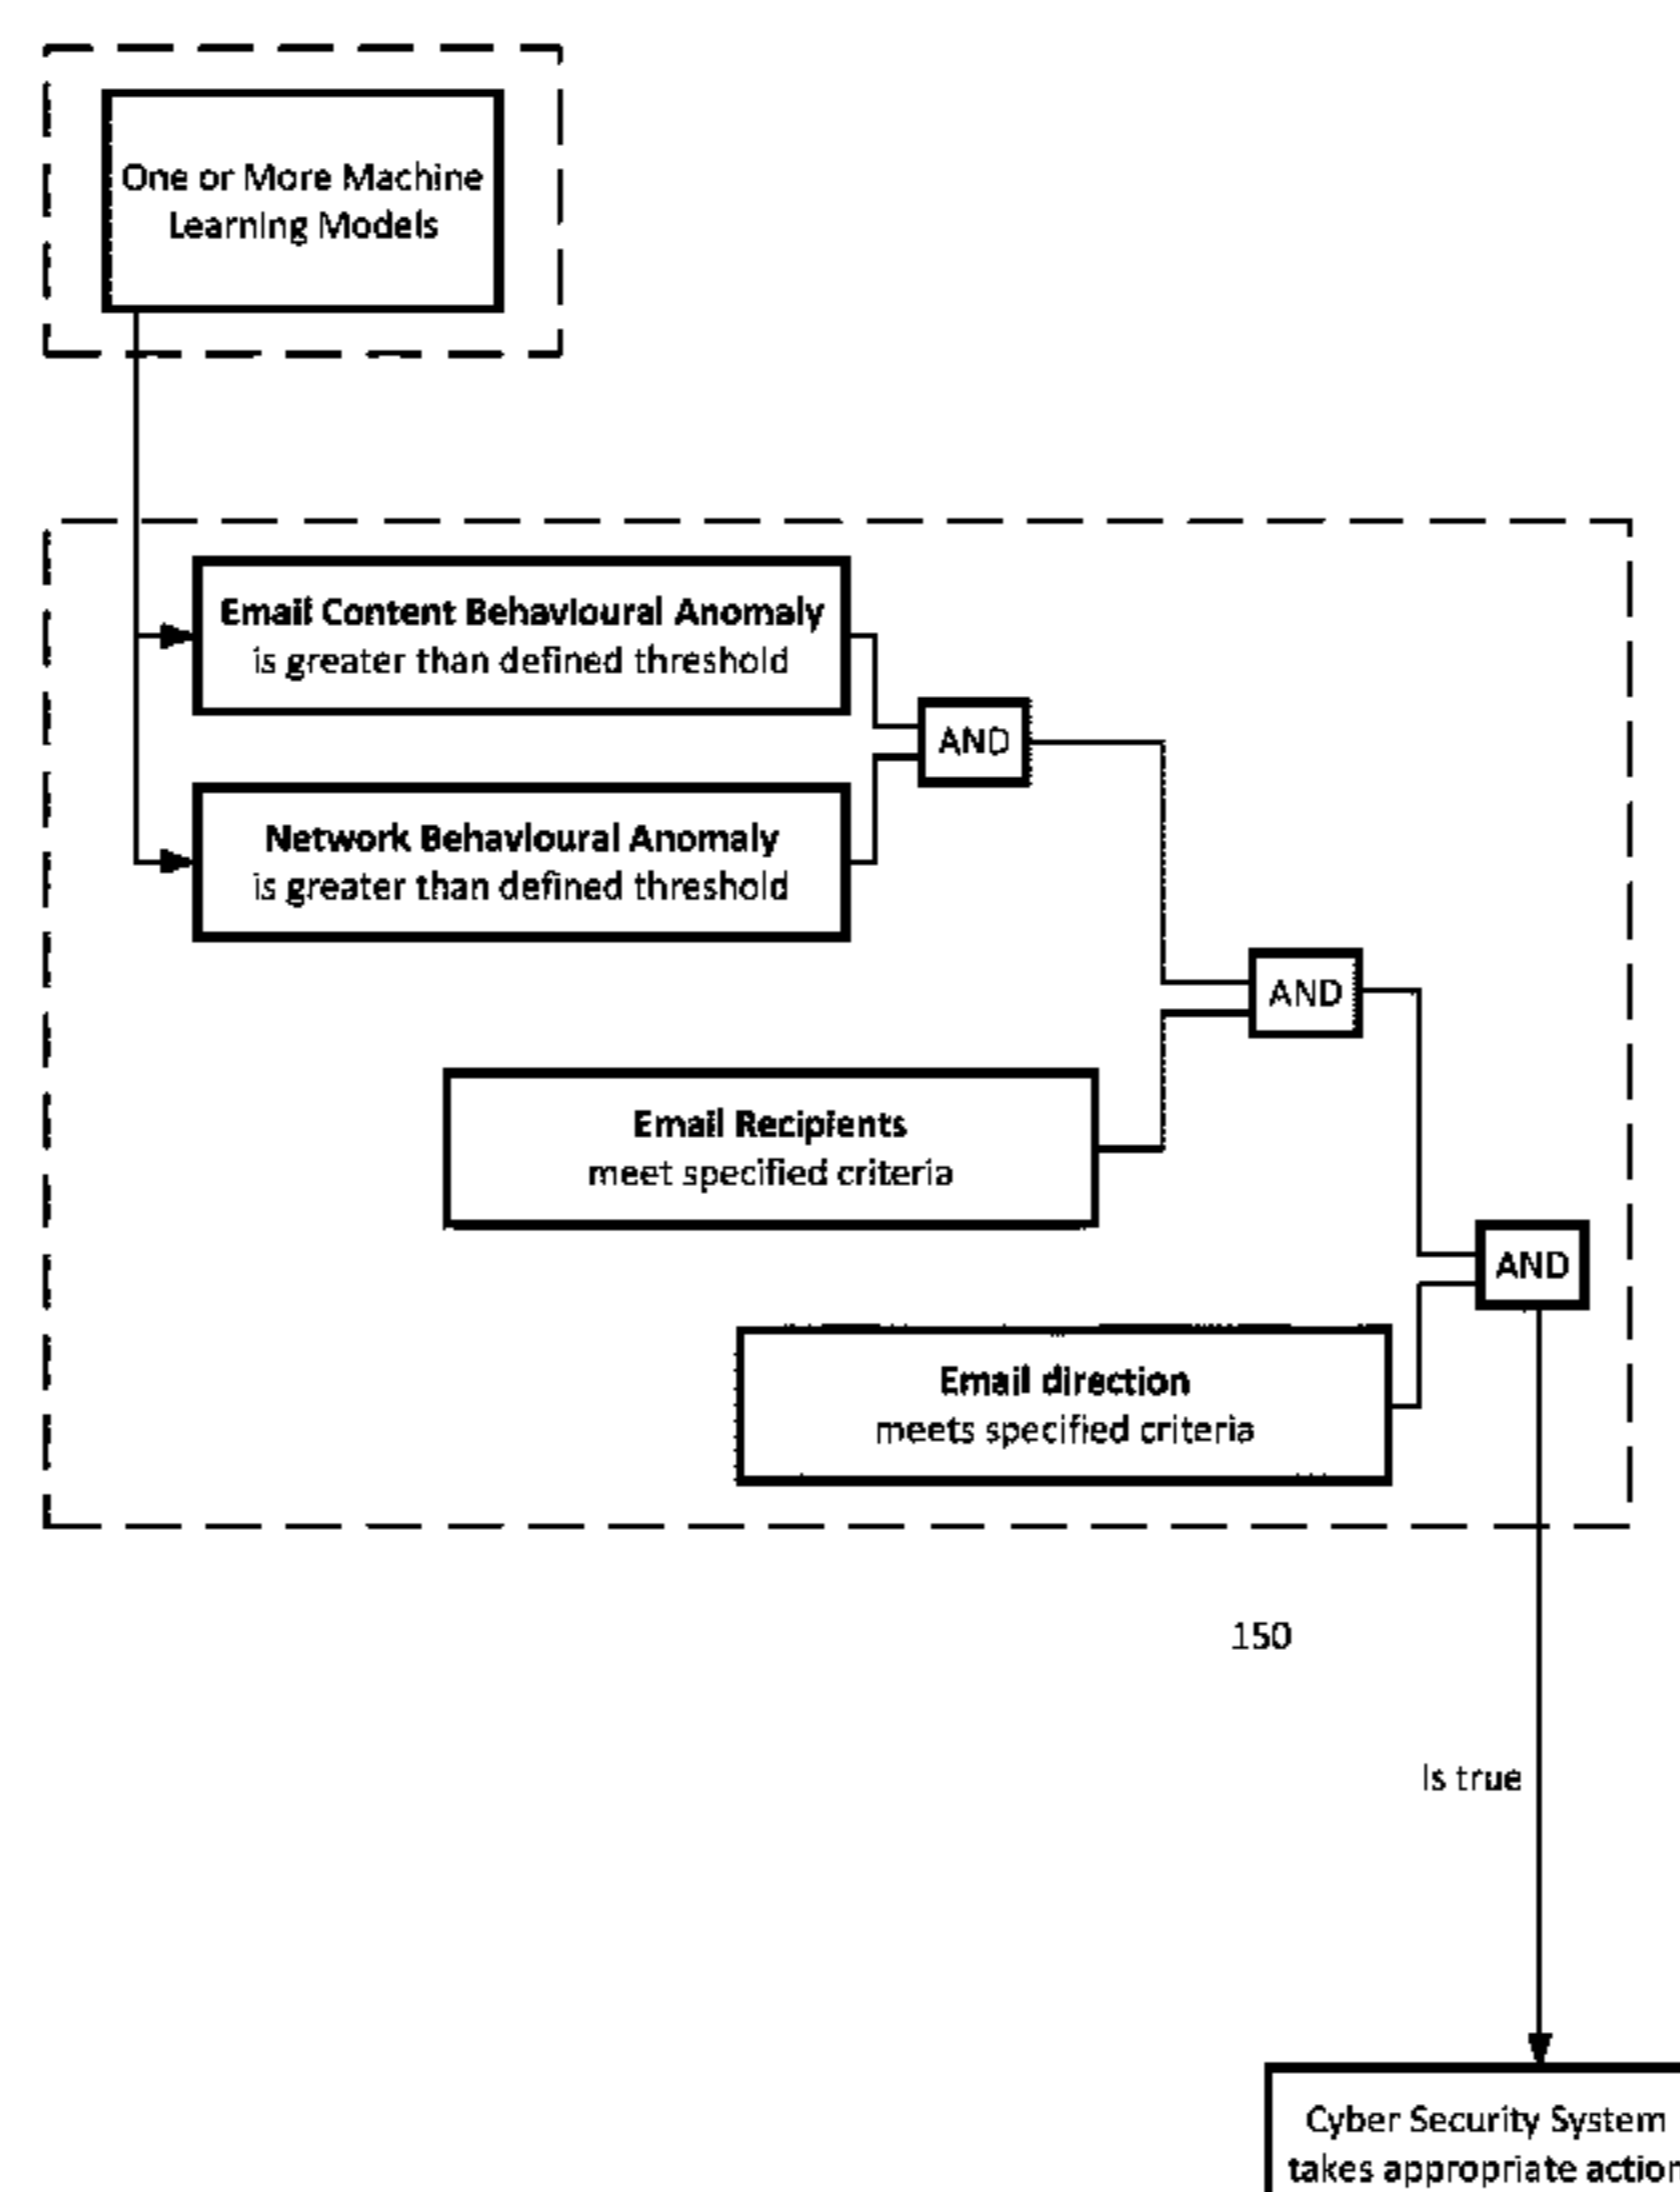 One or More Machine
Learning Models
Email Content Behavioural Anomaly
is greater than defined threshold
AND
Network Behavioural Anomaly
is greater than defined threshold
AND
Email Recipients
meet specified criteria
AND
Email direction
meets specified criteria
150
Is true
Cyber Security System
takes appropriate action